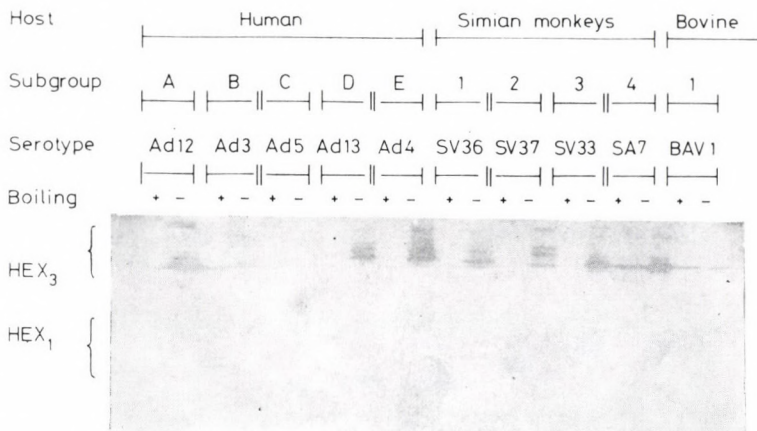 Host Human Simian monkeys Bovine
Subgroup A B C D E 1 2 3 4 1
Serotype Ad12 Ad3 Ad5 Ad13 Ad4 SV36 SV37 SV33 SA7 BAV1
Boiling + − + − + − + − + − + − + − + − + − + −
HEX₃
HEX₁